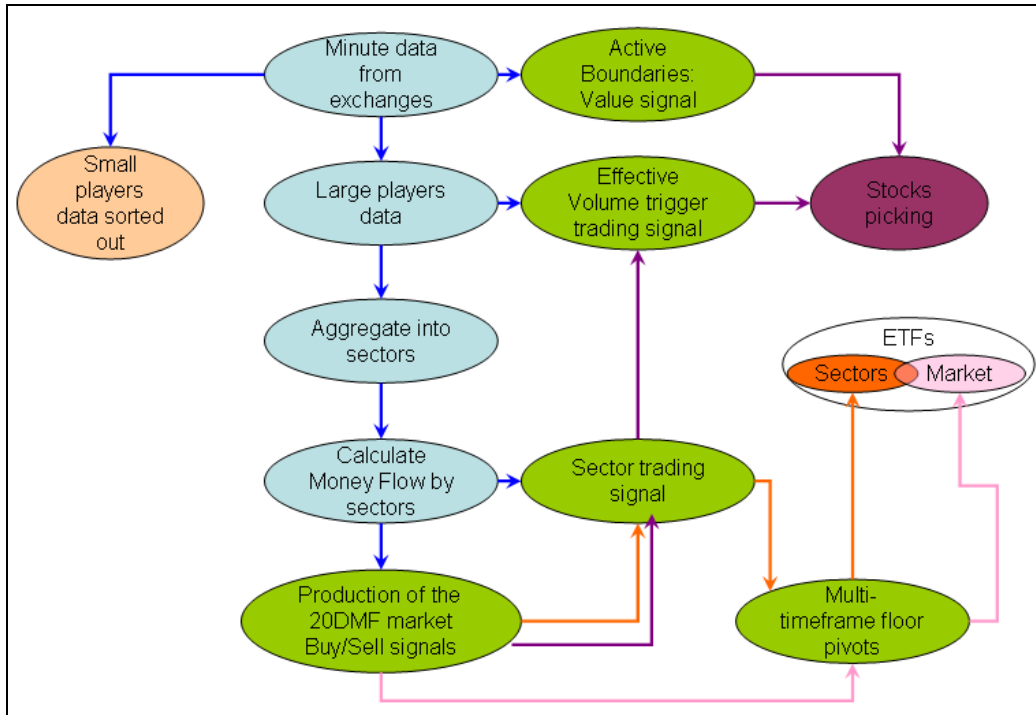 Minute data
from
exchanges
Active
Boundaries:
Value signal
Small
players
data sorted
out
Large players
data
Effective
Volume trigger
trading signal
Stocks
picking
Aggregate into
sectors
ETFs
Sectors
Market
Calculate
Money Flow by
sectors
Sector trading
signal
Production of the
20DMF market
Buy/Sell signals
Multi-
timeframe floor
pivots